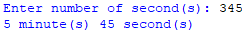 Enter number of second(s): 345
5 minute(s) 45 second(s)